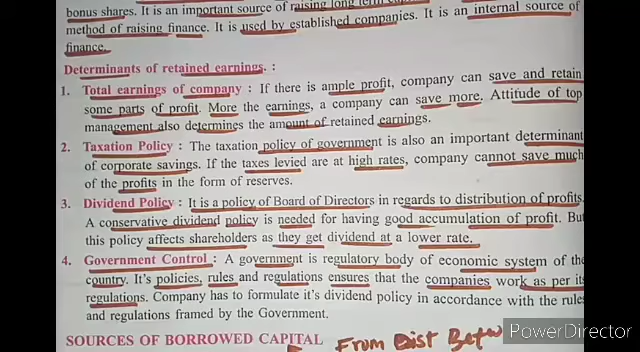 bonus shares. It is an important source of raising long term
method of raising finance. It is used by established companies. It is an internal source of
finance.
Determinants of retained earnings. :
1. Total earnings of company : If there is ample profit, company can save and retain
some parts of profit. More the earnings, a company can save more. Attitude of top
management also determines the amount of retained earnings.
2. Taxation Policy : The taxation policy of government is also an important determinant
of corporate savings. If the taxes levied are at high rates, company cannot save much
of the profits in the form of reserves.
3. Dividend Policy : It is a policy of Board of Directors in regards to distribution of profits.
A conservative dividend policy is needed for having good accumulation of profit. But
this policy affects shareholders as they get dividend at a lower rate.
4. Government Control : A government is regulatory body of economic system of the
country. It's policies, rules and regulations ensures that the companies work as per its
regulations. Company has to formulate it's dividend policy in accordance with the rules
and regulations framed by the Government.
SOURCES OF BORROWED CAPITAL From Dist Betw
PowerDirector